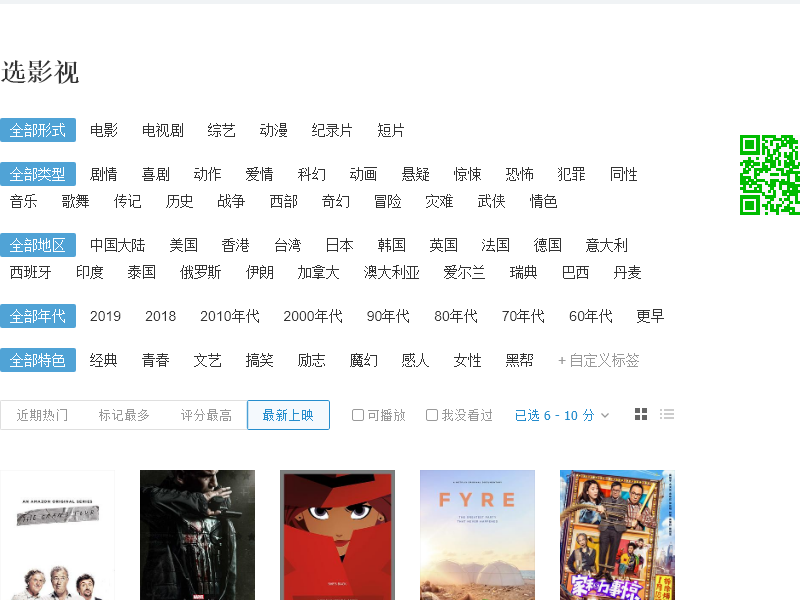 选影视
全部形式 电影 电视剧 综艺 动漫 纪录片 短片
全部类型 剧情 喜剧 动作 爱情 科幻 动画 悬疑 惊悚 恐怖 犯罪 同性
音乐 歌舞 传记 历史 战争 西部 奇幻 冒险 灾难 武侠 情色
全部地区 中国大陆 美国 香港 台湾 日本 韩国 英国 法国 德国 意大利
西班牙 印度 泰国 俄罗斯 伊朗 加拿大 澳大利亚 爱尔兰 瑞典 巴西 丹麦
全部年代 2019 2018 2010年代 2000年代 90年代 80年代 70年代 60年代 更早
全部特色 经典 青春 文艺 搞笑 励志 魔幻 感人 女性 黑帮 + 自定义标签
近期热门 标记最多 评分最高 最新上映 可播放 我没看过 已选 6 - 10 分
AN AMAZON ORIGINAL SERIES
THE GRAND TOUR
MARVEL
FYRE
THE GREATEST PARTY
THAT NEVER HAPPENED
家有万事惊